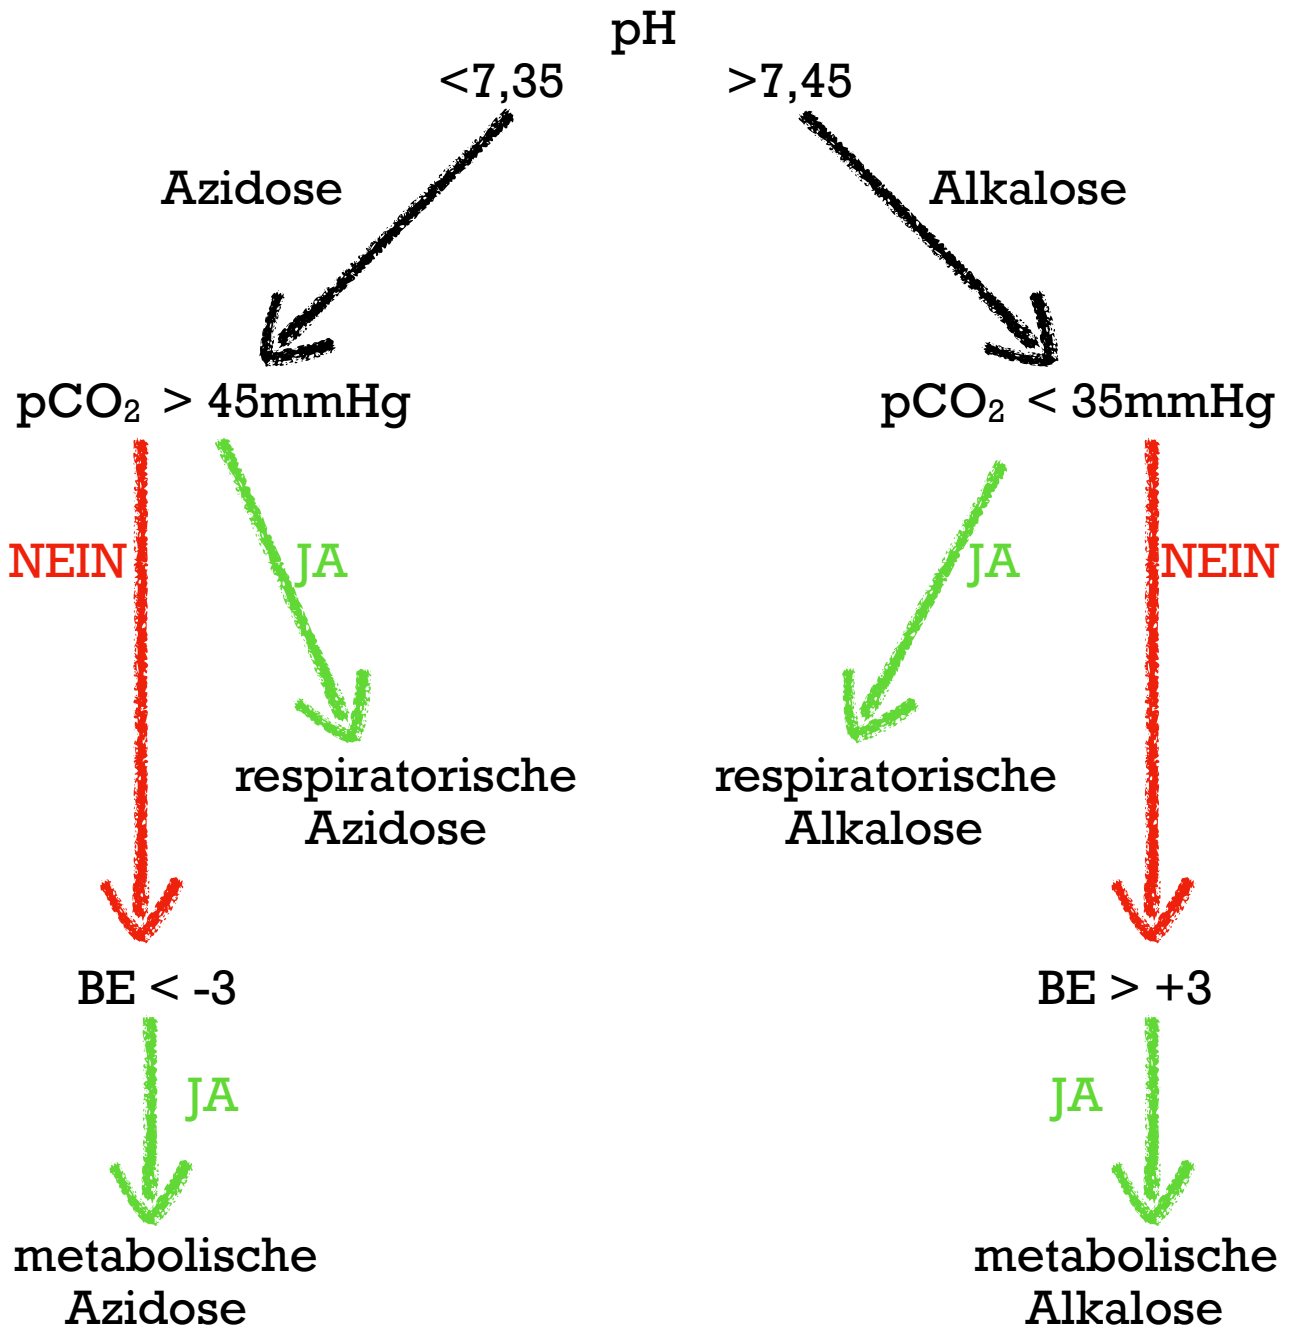 pH
<7,35 >7,45
Azidose Alkalose
pCO₂ > 45mmHg pCO₂ < 35mmHg
NEIN JA JA NEIN
respiratorische respiratorische
Azidose Alkalose
BE < -3 BE > +3
JA JA
metabolische metabolische
Azidose Alkalose